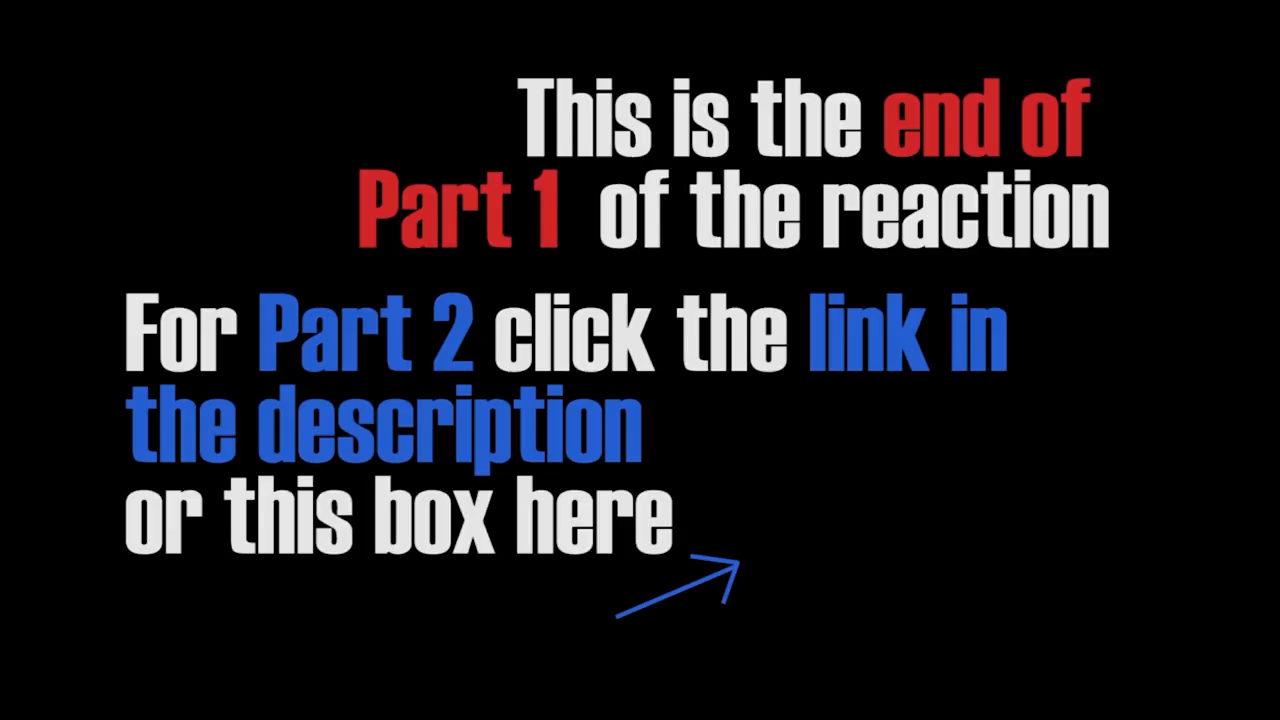 This is the end of
Part 1 of the reaction
For Part 2 click the link in
the description
or this box here